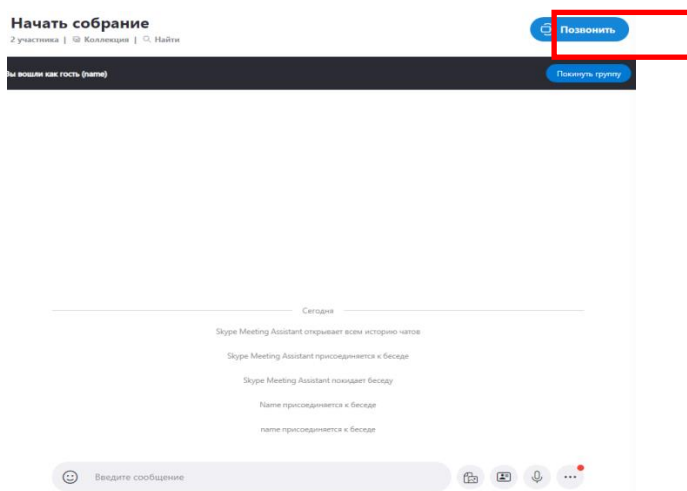 Начать собрание
2 участника | Коллекция | Найти
Позвонить
Вы вошли как гость (name)
Покинуть группу
Сегодня
Skype Meeting Assistant открывает всем историю чатов
Skype Meeting Assistant присоединяется к беседе
Skype Meeting Assistant покидает беседу
Name присоединяется к беседе
name присоединяется к беседе
Введите сообщение